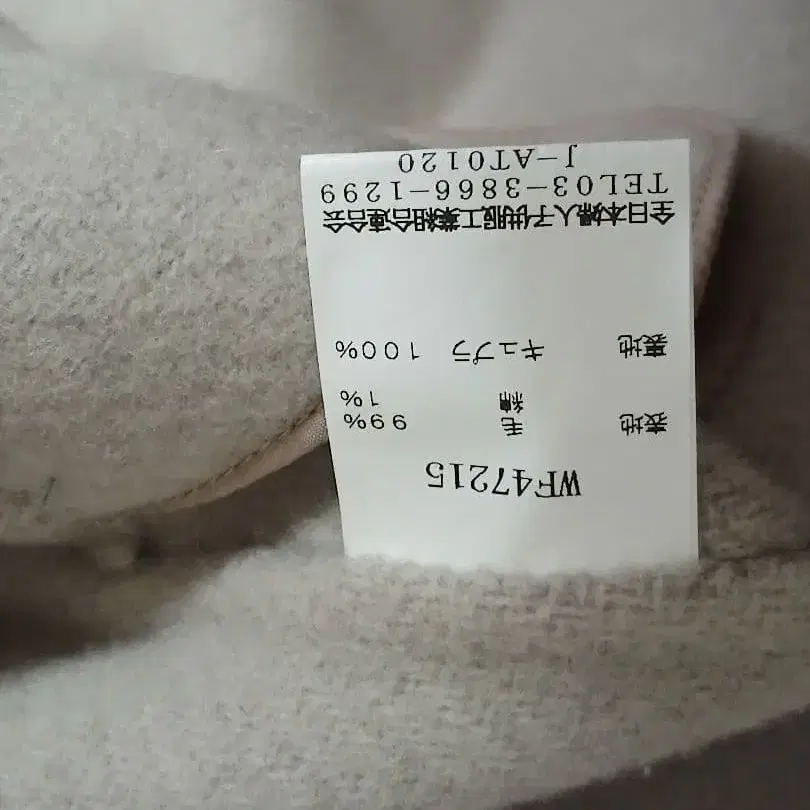 WF47215
表地 毛 99%
綿 1%
裏地 キュプラ 100%
全日本婦人子供服工業組合連合会
TEL03-3866-1299
J-AT0120